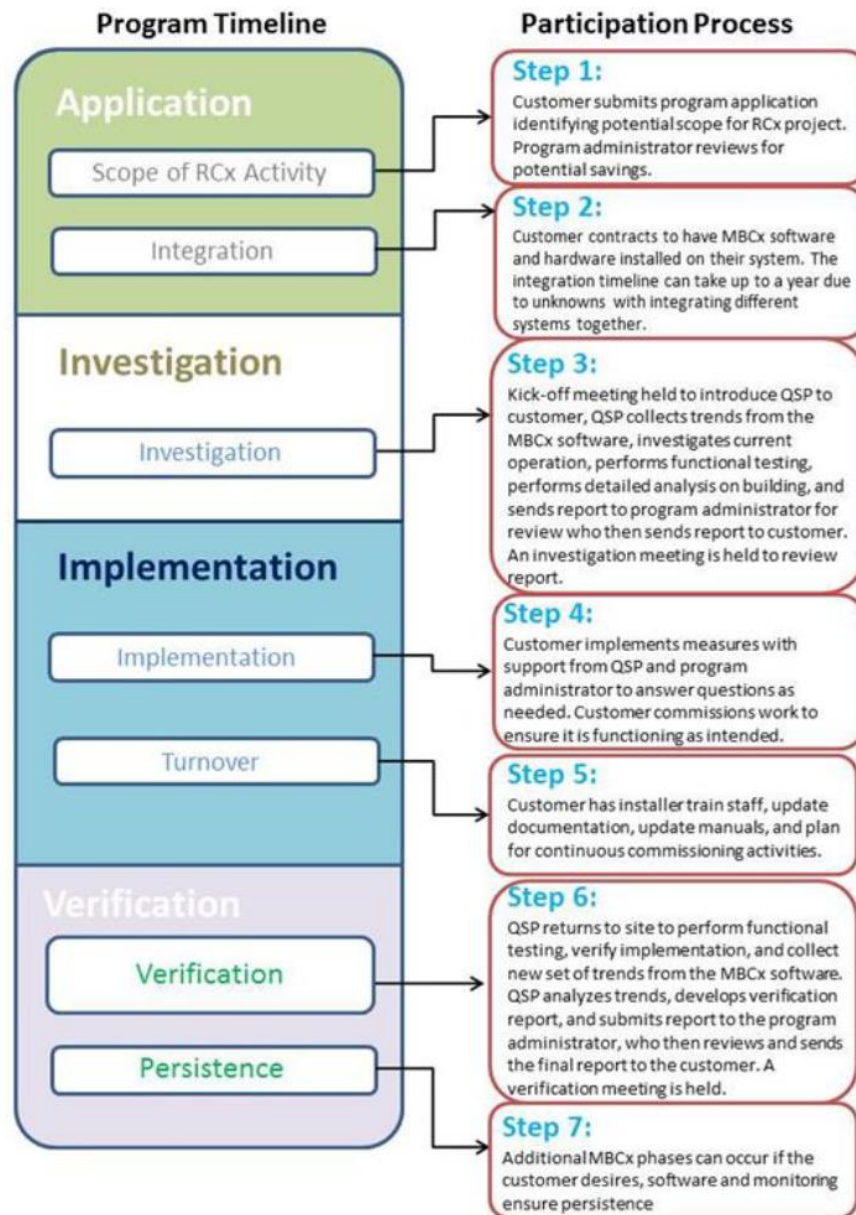 Program Timeline
Participation Process
Application
Scope of RCx Activity
Integration
Step 1:
Customer submits program application
identifying potential scope for RCx project.
Program administrator reviews for
potential savings.
Step 2:
Customer contracts to have MBCx software
and hardware installed on their system. The
integration timeline can take up to a year due
to unknowns with integrating different
systems together.
Investigation
Investigation
Step 3:
Kick-off meeting held to introduce QSP to
customer, QSP collects trends from the
MBCx software, investigates current
operation, performs functional testing,
performs detailed analysis on building, and
sends report to program administrator for
review who then sends report to customer.
An investigation meeting is held to review
report.
Implementation
Implementation
Turnover
Step 4:
Customer implements measures with
support from QSP and program
administrator to answer questions as
needed. Customer commissions work to
ensure it is functioning as intended.
Step 5:
Customer has installer train staff, update
documentation, update manuals, and plan
for continuous commissioning activities.
Verification
Verification
Persistence
Step 6:
QSP returns to site to perform functional
testing, verify implementation, and collect
new set of trends from the MBCx software.
QSP analyzes trends, develops verification
report, and submits report to the program
administrator, who then reviews and sends
the final report to the customer. A
verification meeting is held.
Step 7:
Additional MBCx phases can occur if the
customer desires, software and monitoring
ensure persistence